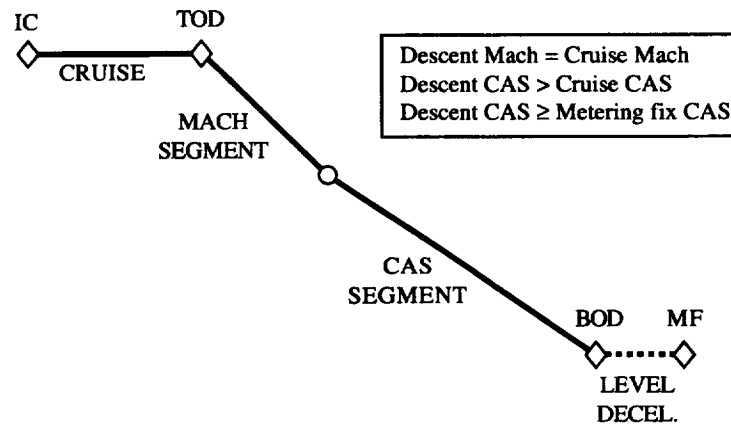 IC
TOD
CRUISE
Descent Mach = Cruise Mach
Descent CAS > Cruise CAS
Descent CAS ≥ Metering fix CAS
MACH
SEGMENT
CAS
SEGMENT
BOD
MF
LEVEL
DECEL.